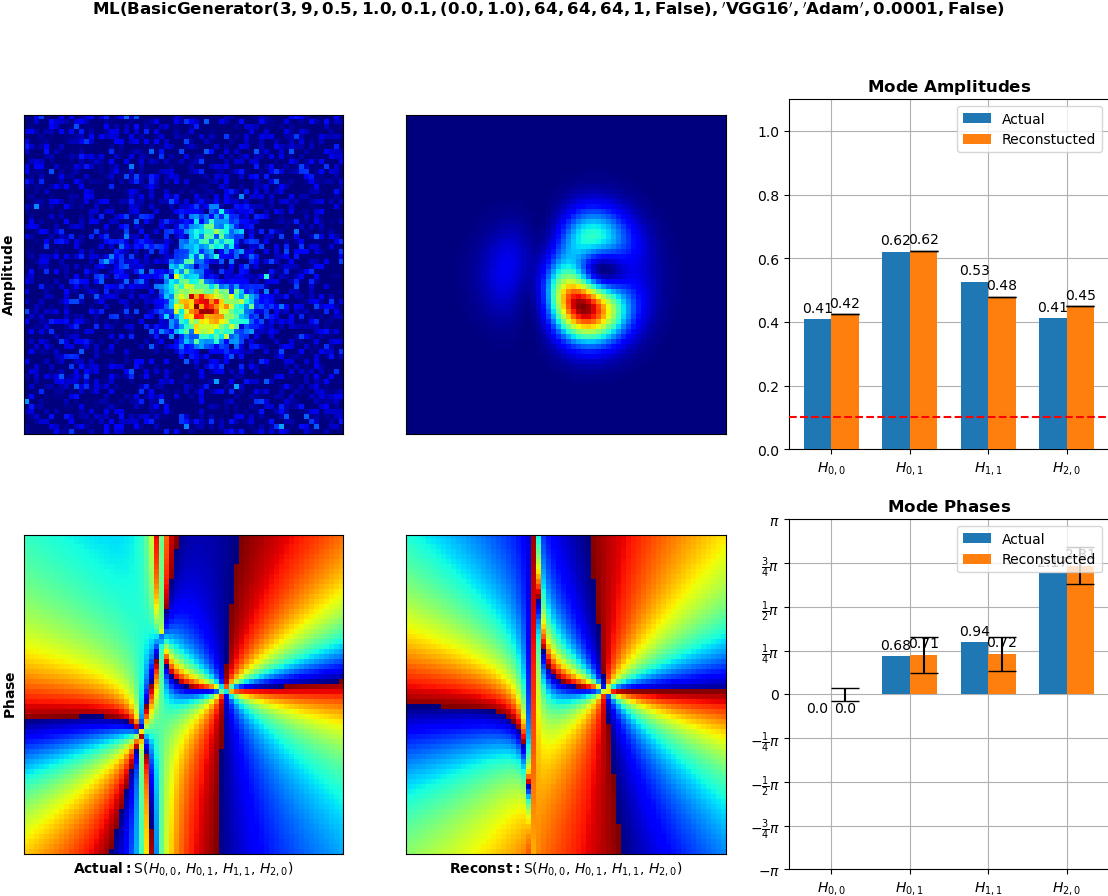 ML(BasicGenerator(3, 9, 0.5, 1.0, 0.1, (0.0, 1.0), 64, 64, 64, 1, False), ′VGG16′, ′Adam′, 0.0001, False)
Amplitude
Mode Amplitudes
Actual
Reconstucted
1.0
0.8
0.6
0.4
0.2
0.0
0.41 0.42
0.62 0.62
0.53 0.48
0.41 0.45
H0,0 H0,1 H1,1 H2,0
Phase
Actual: S(H0,0, H0,1, H1,1, H2,0)
Reconst: S(H0,0, H0,1, H1,1, H2,0)
Mode Phases
Actual
Reconstucted
π
3/4π
1/2π
1/4π
0
−1/4π
−1/2π
−3/4π
−π
0.0 0.0
0.68 0.71
0.94 0.72
H0,0 H0,1 H1,1 H2,0